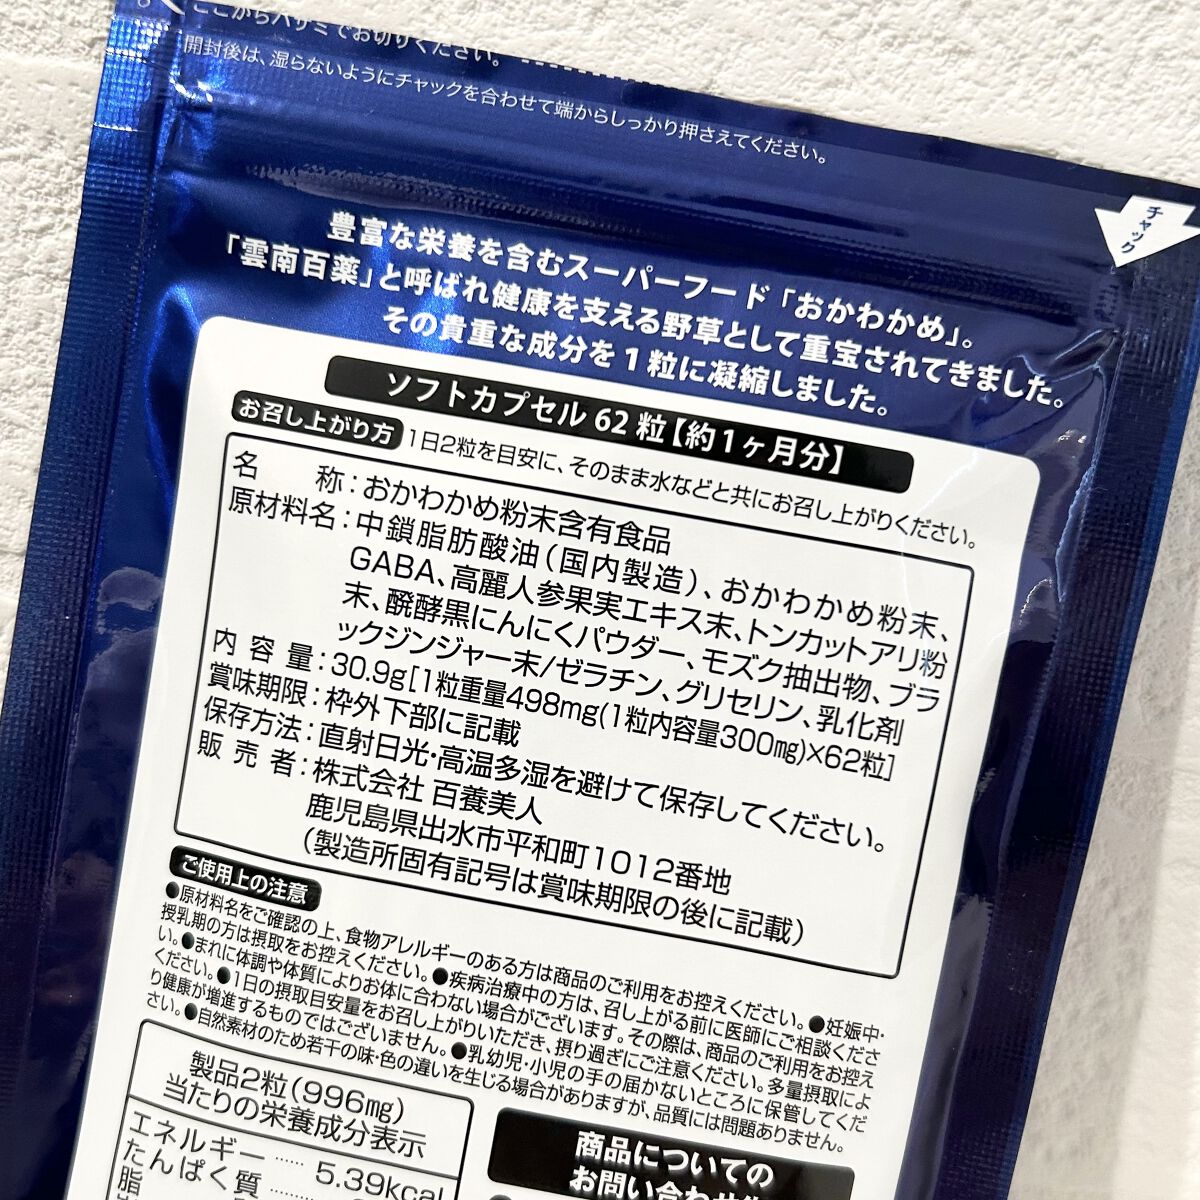 ここからハサミでお切りください。
開封後は、湿らないようにチャックを合わせて端からしっかり押さえてください。
チャック
豊富な栄養を含むスーパーフード「おかわかめ」。
「雲南百薬」と呼ばれ健康を支える野草として重宝されてきました。
その貴重な成分を1粒に凝縮しました。
ソフトカプセル 62 粒【約1ヶ月分】
お召し上がり方 1日2粒を目安に、そのまま水などと共にお召し上がりください。
名称:おかわかめ粉末含有食品
原材料名:中鎖脂肪酸油(国内製造)、おかわかめ粉末、
GABA、高麗人参果実エキス末、トンカットアリ粉
末、醗酵黒にんにくパウダー、モズク抽出物、ブラ
ックジンジャー末/ゼラチン、グリセリン、乳化剤
内容量:30.9g[1粒重量498mg(1粒内容量300mg)×62粒]
賞味期限:枠外下部に記載
保存方法:直射日光・高温多湿を避けて保存してください。
販売者:株式会社 百養美人
鹿児島県出水市平和町1012番地
(製造所固有記号は賞味期限の後に記載)
ご使用上の注意
●原材料名をご確認の上、食物アレルギーのある方は商品のご利用をお控えください。●妊娠中・
授乳期の方は摂取をお控えください。●疾病治療中の方は、召し上がる前に医師にご相談くださ
い。●まれに体調や体質によりお体に合わない場合がございます。その際は、商品のご利用をお控え
ください。●1日の摂取目安量をお召し上がりいただき、摂り過ぎにご注意ください。多量摂取によ
り健康が増進するものではございません。●乳幼児・小児の手の届かないところに保管してくだ
さい。●自然素材のため若干の味・色の違いを生じる場合がありますが、品質には問題ありません。
製品2粒(996mg)
当たりの栄養成分表示
エネルギー …… 5.39kcal
たんぱく質
脂
商品についての
お問い合わせ